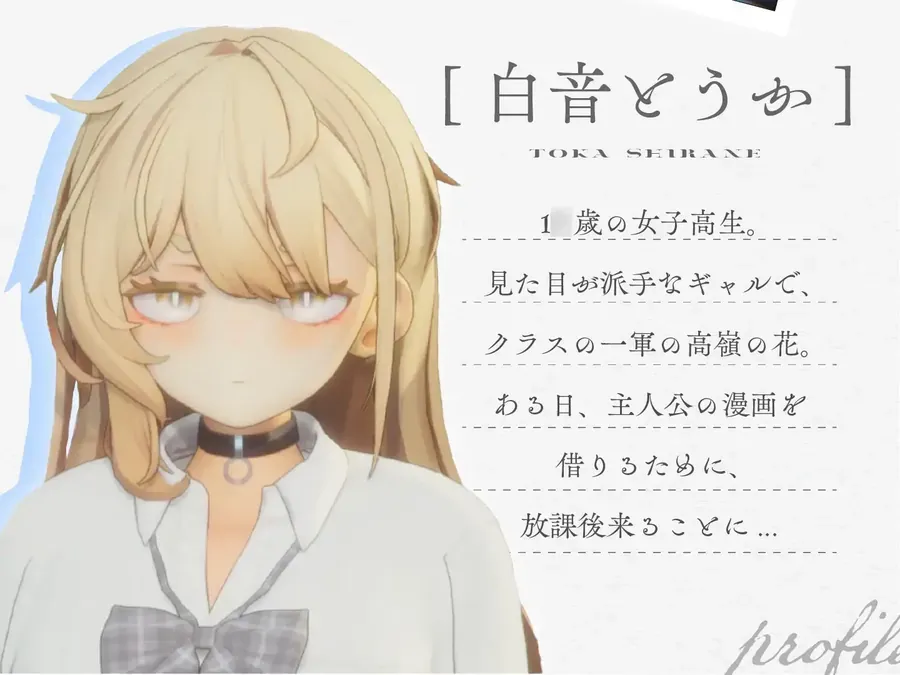 [ 白音とうか ]
TOKA SEIRANE
1 歳の女子高生。
見た目が派手なギャルで、
クラスの一軍の高嶺の花。
ある日、主人公の漫画を
借りるために、
放課後来ることに...
profile